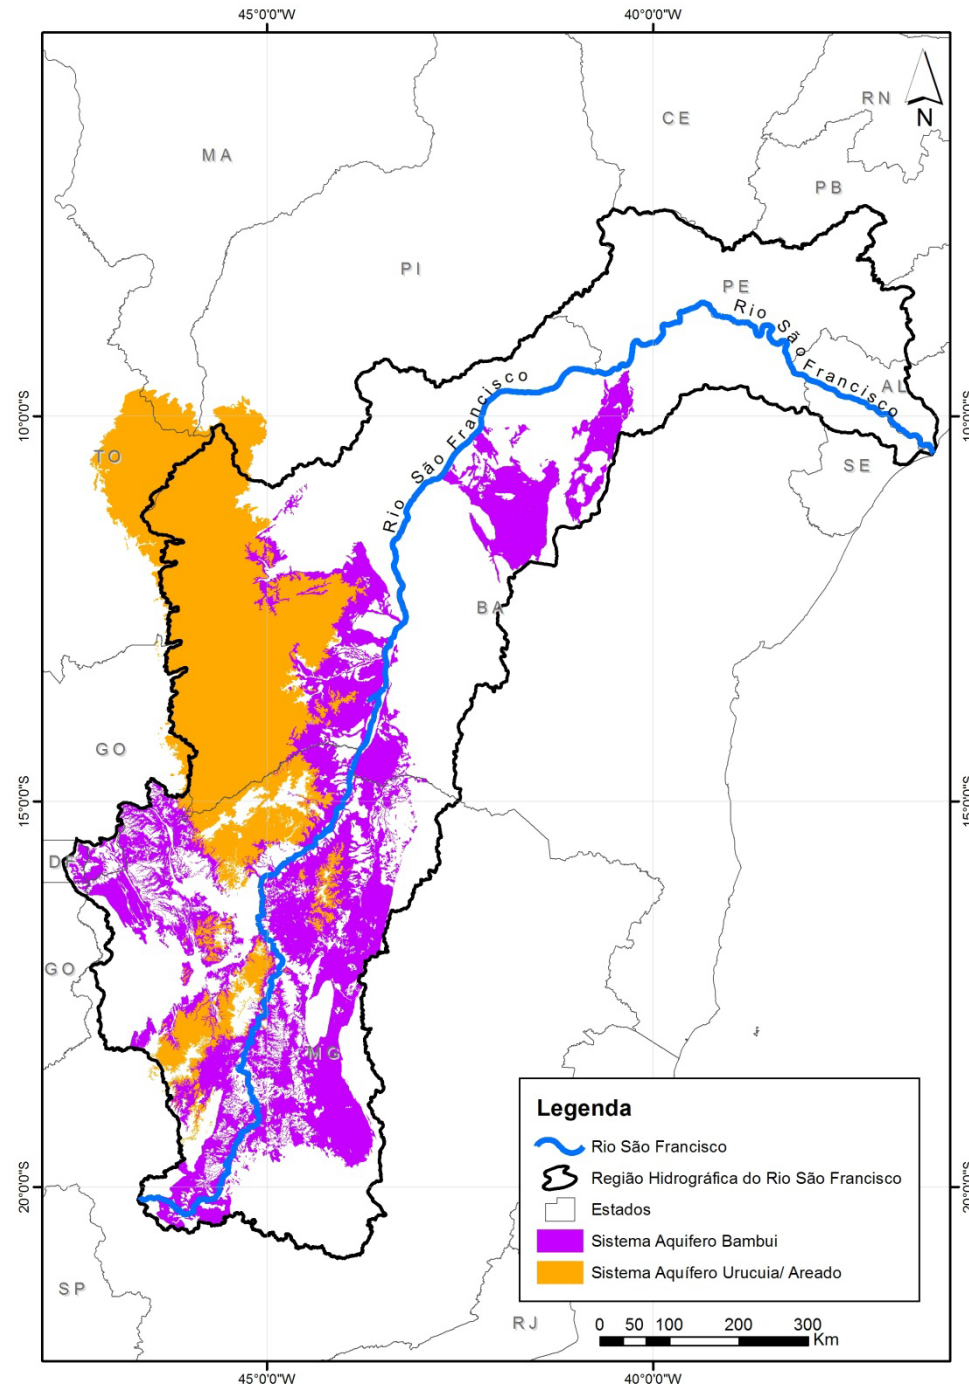 45°0'0"W
40°0'0"W
RN
CE
N
MA
PB
PI
PE
Rio São Francisco
Rio São Francisco
AL
10°0'0"S
10°0'0"S
TO
SE
BA
GO
15°0'0"S
15°0'0"S
DF
GO
MG
Legenda
Rio São Francisco
Região Hidrográfica do Rio São Francisco
Estados
Sistema Aquifero Bambui
Sistema Aquífero Urucuia/ Areado
20°0'0"S
20°0'0"S
SP
RJ
0 50 100 200 300
Km
45°0'0"W
40°0'0"W